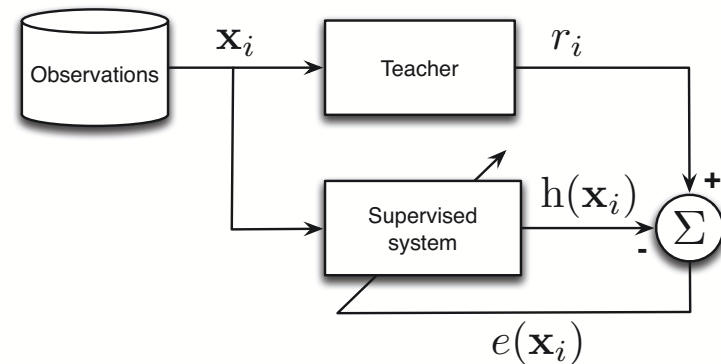 Observations
𝐱ᵢ
Teacher
rᵢ
+
Supervised
system
h(𝐱ᵢ)
-
Σ
e(𝐱ᵢ)